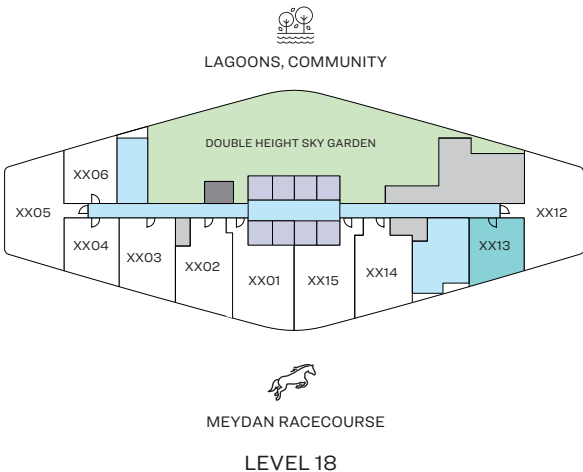 LAGOONS, COMMUNITY
DOUBLE HEIGHT SKY GARDEN
XX06
XX05
XX12
XX04
XX03
XX02
XX01
XX15
XX14
XX13
MEYDAN RACECOURSE
LEVEL 18